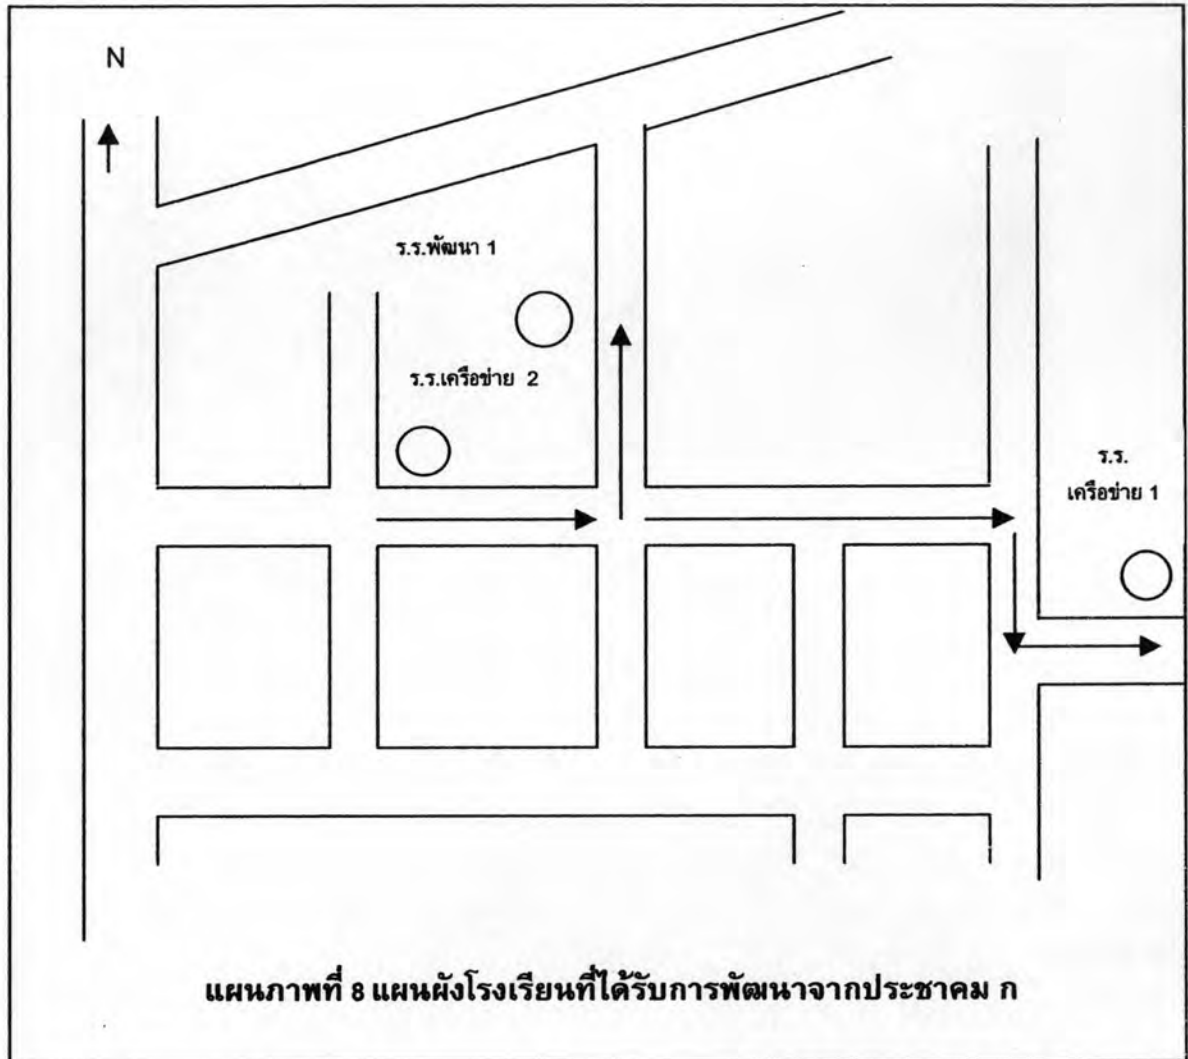 N
ร.ร.พัฒนา 1
ร.ร.เครือข่าย 2
ร.ร.
เครือข่าย 1
แผนภาพที่ 8 แผนผังโรงเรียนที่ได้รับการพัฒนาจากประชาคม ก